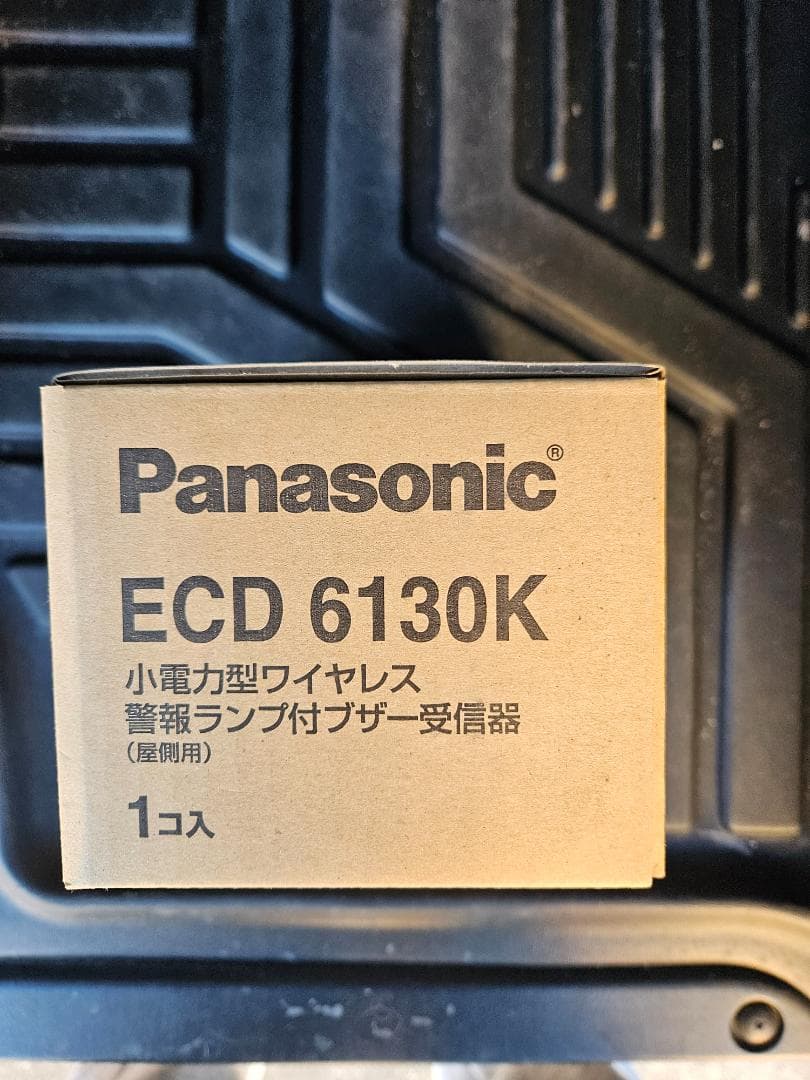 Panasonic®
ECD 6130K
小電力型ワイヤレス
警報ランプ付ブザー受信器
(屋側用)
1コ入